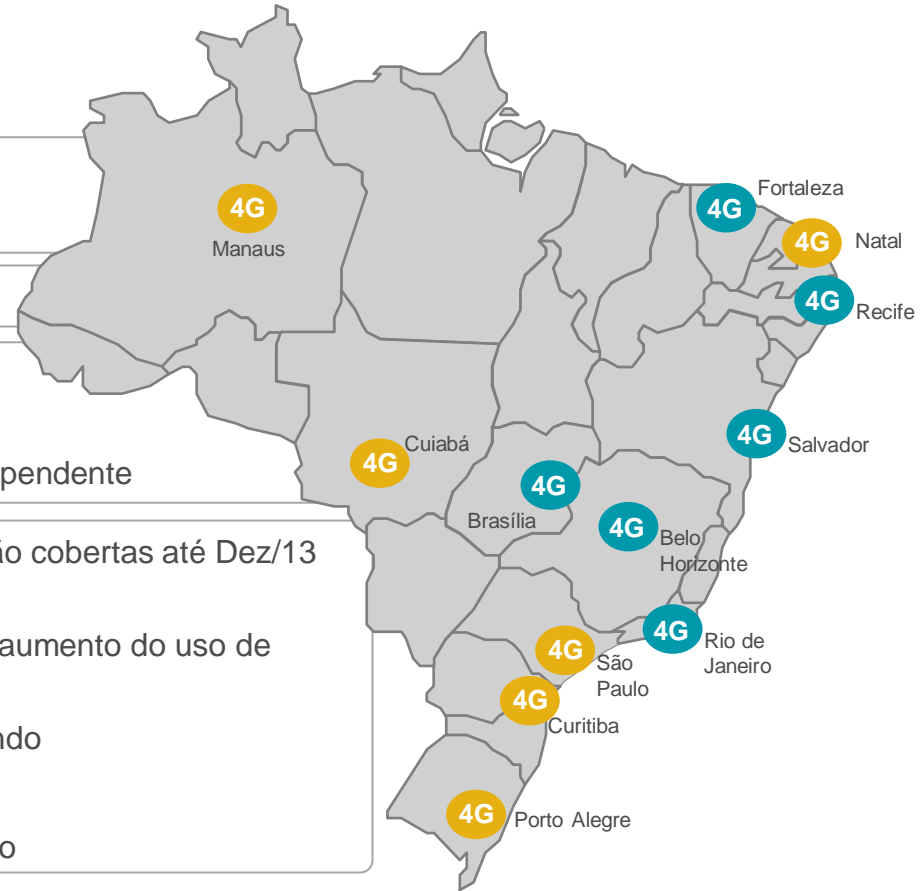 4G
Manaus
4G
Fortaleza
4G
Natal
4G
Recife
4G
Salvador
4G
Cuiabá
4G
Brasília
4G
Belo
Horizonte
4G
Rio de
Janeiro
4G
São
Paulo
4G
Curitiba
4G
Porto Alegre
pendente
ão cobertas até Dez/13
aumento do uso de
ndo
o